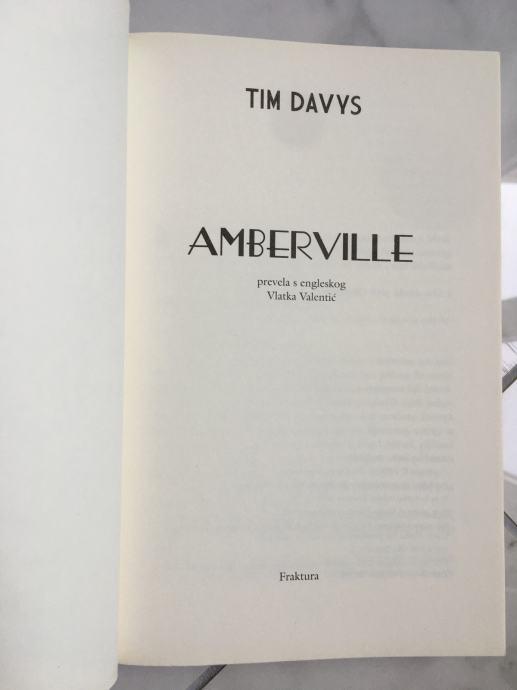 TIM DAVYS
AMBERVILLE
prevela s engleskog
Vlatka Valentić
Fraktura